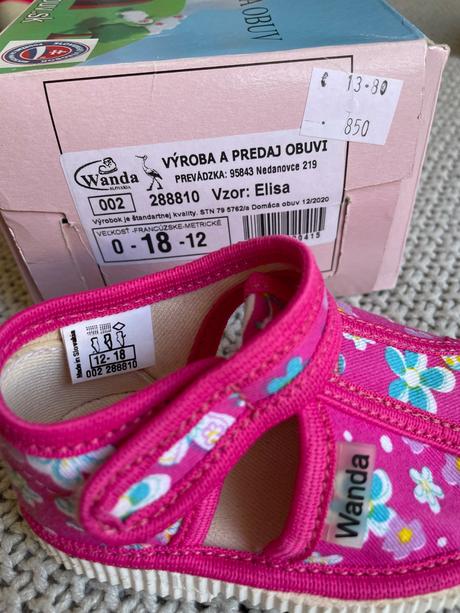 A OBUV
€ 13.80
850
Wanda
SLOVAKIA
VÝROBA A PREDAJ OBUVI
PREVÁDZKA: 95843 Nedanovce 219
002 288810 Vzor: Elisa
Výrobok je štandartnej kvality, STN 79 5762/a Domáca obuv 12/2020
VEĽKOSŤ -FRANCÚZSKE-METRICKÉ
0 - 18 -12
Made in Slovakia
12- 18
002 288810
Wanda